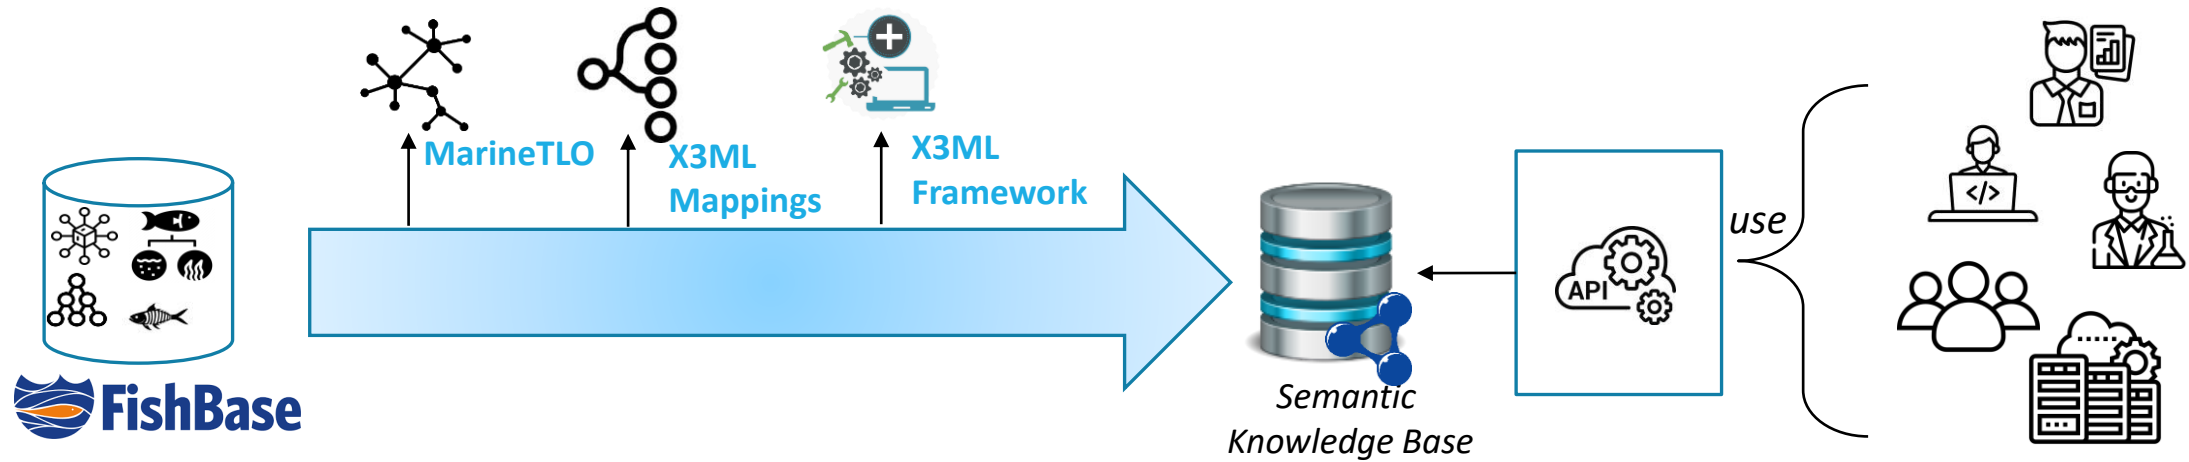 MarineTLO
X3ML
Mappings
X3ML
Framework
FishBase
Semantic
Knowledge Base
API
use
</>